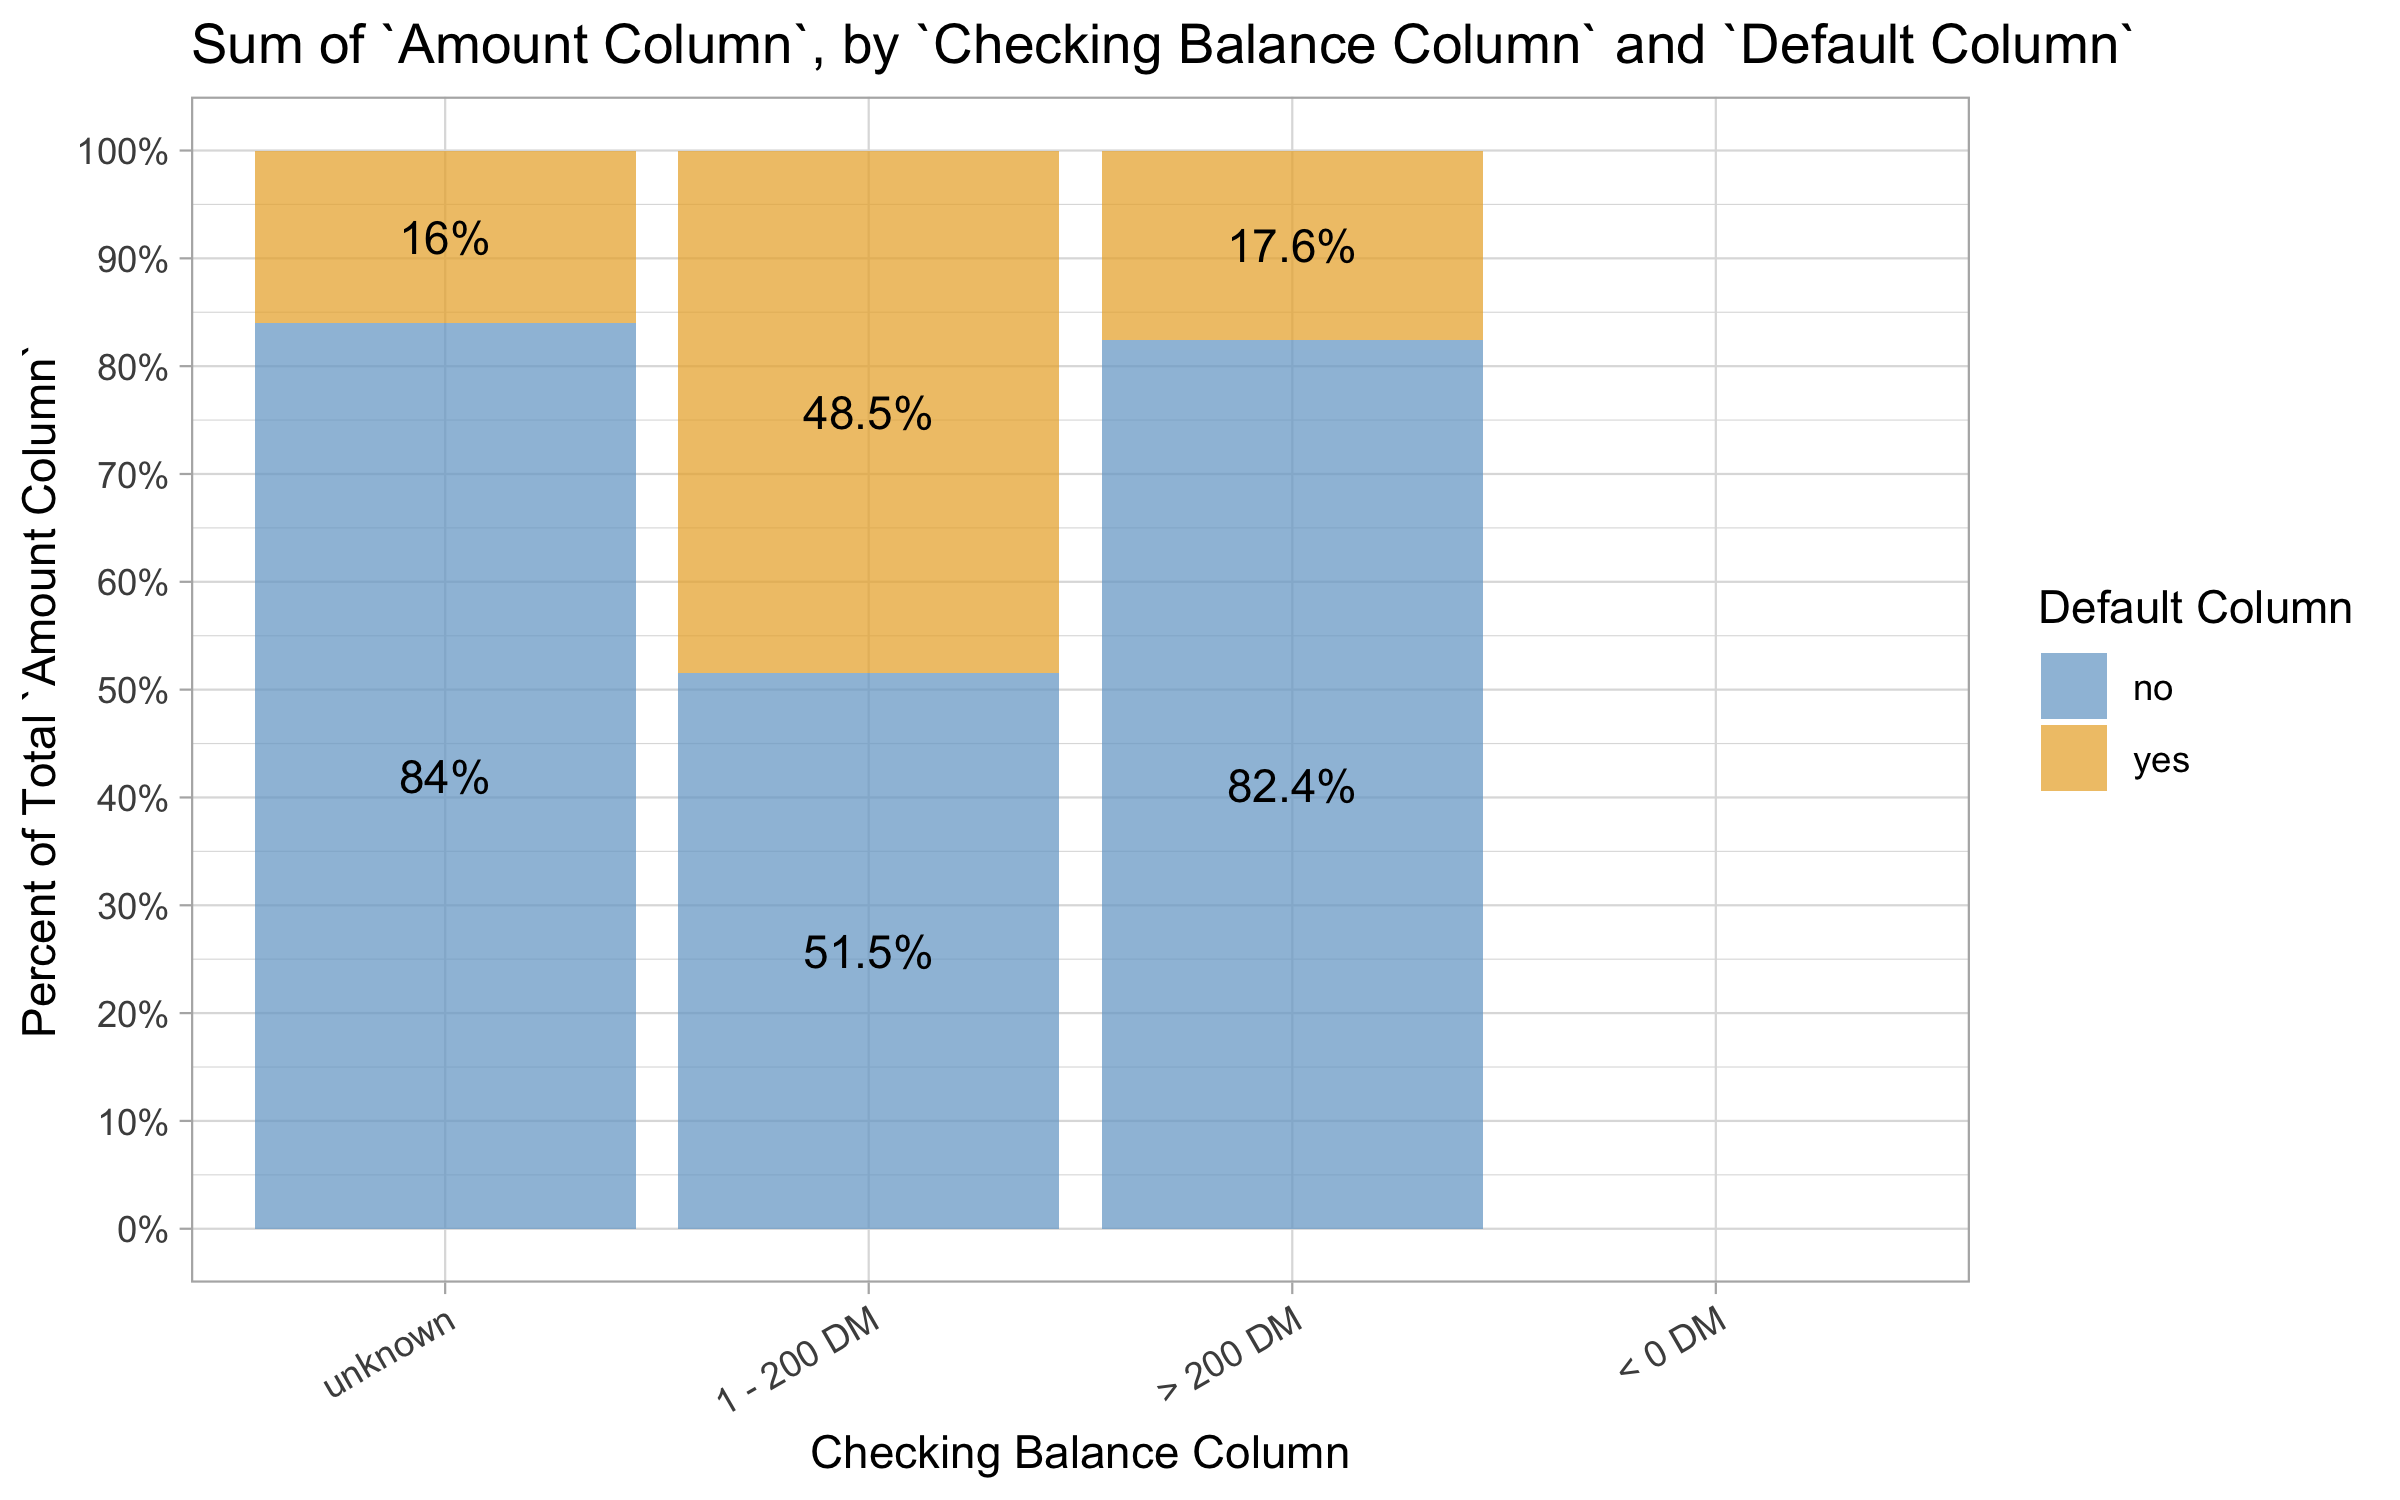 Sum of `Amount Column`, by `Checking Balance Column` and `Default Column`
Percent of Total `Amount Column`
100%
90%
80%
70%
60%
50%
40%
30%
20%
10%
0%
16%
84%
48.5%
51.5%
17.6%
82.4%
unknown
1 - 200 DM
> 200 DM
< 0 DM
Checking Balance Column
Default Column
no
yes